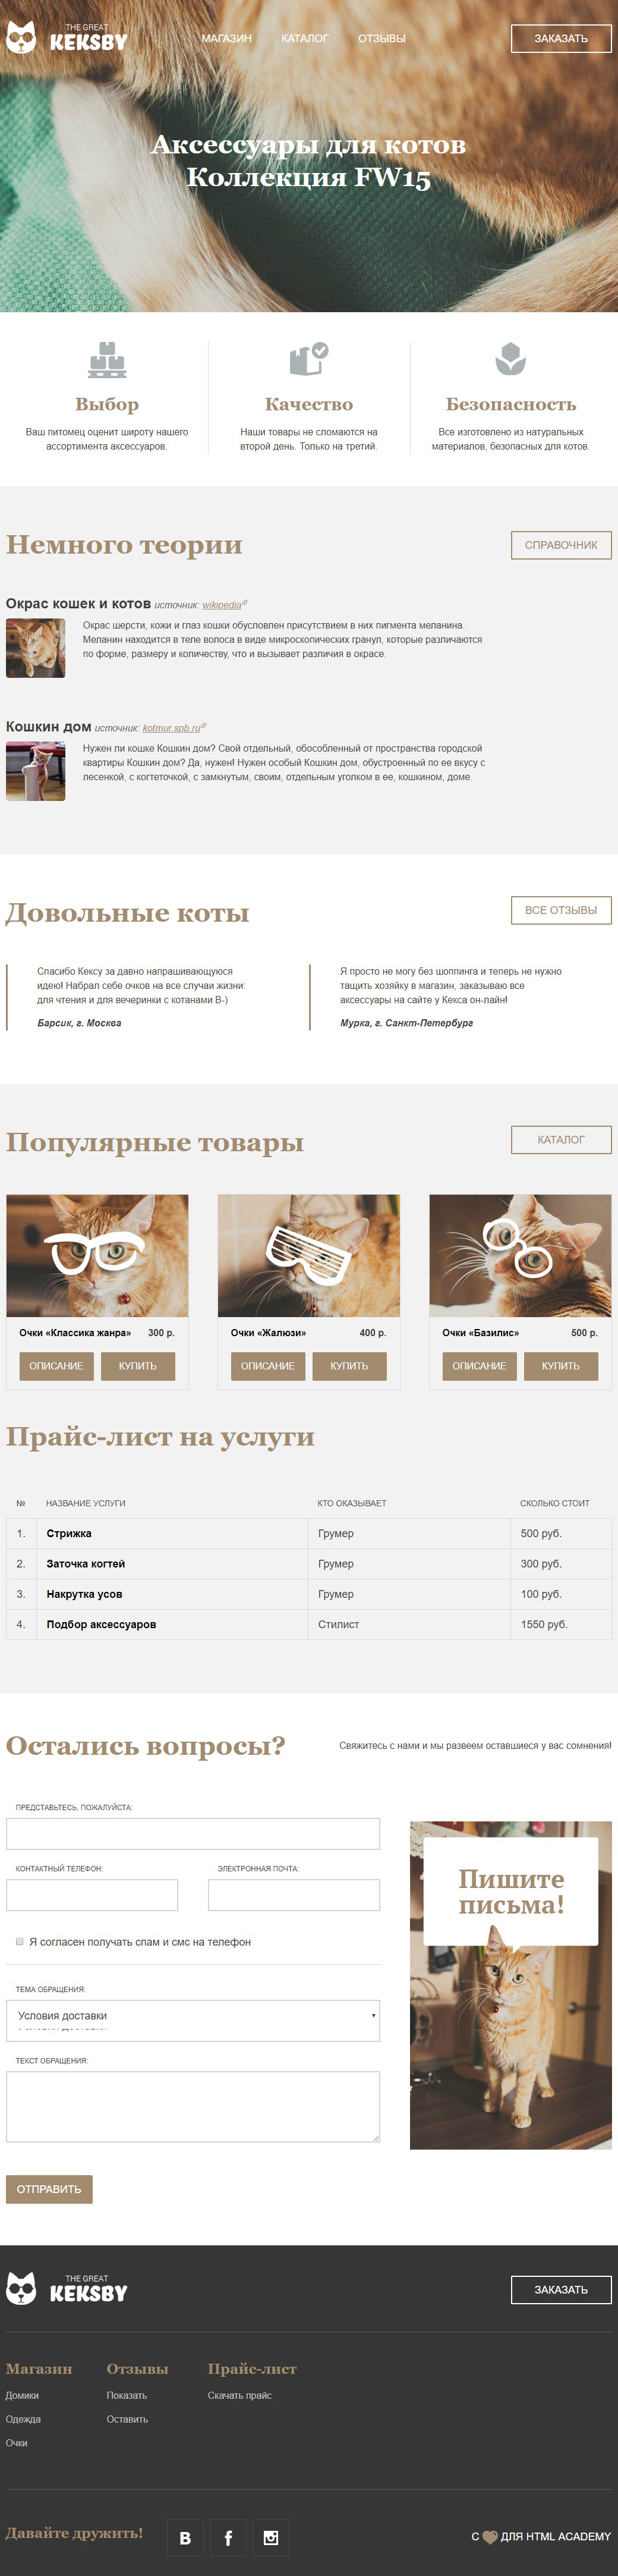 THE GREAT
KEKSBY
МАГАЗИН КАТАЛОГ ОТЗЫВЫ
ЗАКАЗАТЬ
Аксессуары для котов
Коллекция FW15
Выбор
Ваш питомец оценит широту нашего
ассортимента аксессуаров.
Качество
Наши товары не сломаются на
второй день. Только на третий.
Безопасность
Все изготовлено из натуральных
материалов, безопасных для котов.
Немного теории
СПРАВОЧНИК
Окрас кошек и котов источник: wikipedia
Окрас шерсти, кожи и глаз кошки обусловлен присутствием в них пигмента меланина.
Меланин находится в теле волоса в виде микроскопических гранул, которые различаются
по форме, размеру и количеству, что и вызывает различия в окрасе.
Кошкин дом источник: kotmur.spb.ru
Нужен ли кошке Кошкин дом? Свой отдельный, обособленный от пространства городской
квартиры Кошкин дом? Да, нужен! Нужен особый Кошкин дом, обустроенный по ее вкусу с
лесенкой, с когтеточкой, с замкнутым, своим, отдельным уголком в ее, кошкином, доме.
Довольные коты
ВСЕ ОТЗЫВЫ
Спасибо Кексу за давно напрашивающуюся
идею! Набрал себе очков на все случаи жизни:
для чтения и для вечеринки с котанами B-)
Барсик, г. Москва
Я просто не могу без шоппинга и теперь не нужно
тащить хозяйку в магазин, заказываю все
аксессуары на сайте у Кекса он-лайн!
Мурка, г. Санкт-Петербург
Популярные товары
КАТАЛОГ
Очки «Классика жанра» 300 р.
ОПИСАНИЕ КУПИТЬ
Очки «Жалюзи» 400 р.
ОПИСАНИЕ КУПИТЬ
Очки «Базилис» 500 р.
ОПИСАНИЕ КУПИТЬ
Прайс-лист на услуги
№ НАЗВАНИЕ УСЛУГИ КТО ОКАЗЫВАЕТ СКОЛЬКО СТОИТ
1. Стрижка Грумер 500 руб.
2. Заточка когтей Грумер 300 руб.
3. Накрутка усов Грумер 100 руб.
4. Подбор аксессуаров Стилист 1550 руб.
Остались вопросы?
Свяжитесь с нами и мы развеем оставшиеся у вас сомнения!
ПРЕДСТАВЬТЕСЬ, ПОЖАЛУЙСТА:
КОНТАКТНЫЙ ТЕЛЕФОН: ЭЛЕКТРОННАЯ ПОЧТА:
Я согласен получать спам и смс на телефон
ТЕМА ОБРАЩЕНИЯ:
Условия доставки
ТЕКСТ ОБРАЩЕНИЯ:
ОТПРАВИТЬ
Пишите
письма!
THE GREAT
KEKSBY
ЗАКАЗАТЬ
Магазин
Домики
Одежда
Очки
Отзывы
Показать
Оставить
Прайс-лист
Скачать прайс
Давайте дружить!
В f
С ДЛЯ HTML ACADEMY